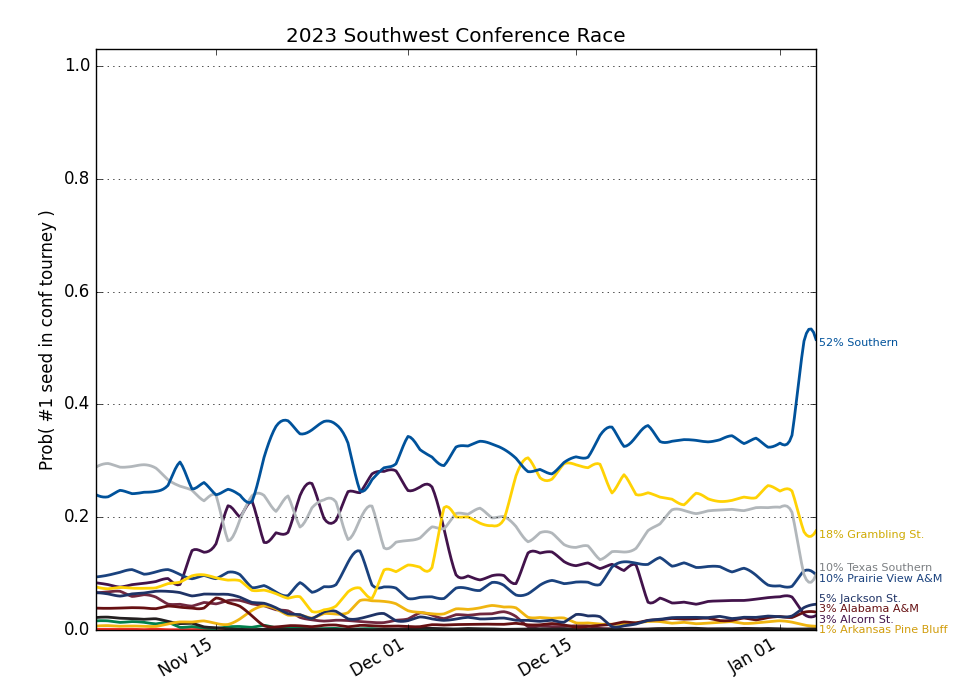 2023 Southwest Conference Race
1.0
0.8
0.6
0.4
0.2
0.0
Prob( #1 seed in conf tourney )
52% Southern
18% Grambling St.
10% Texas Southern
10% Prairie View A&M
5% Jackson St.
3% Alabama A&M
3% Alcorn St.
1% Arkansas Pine Bluff
Nov 15
Dec 01
Dec 15
Jan 01